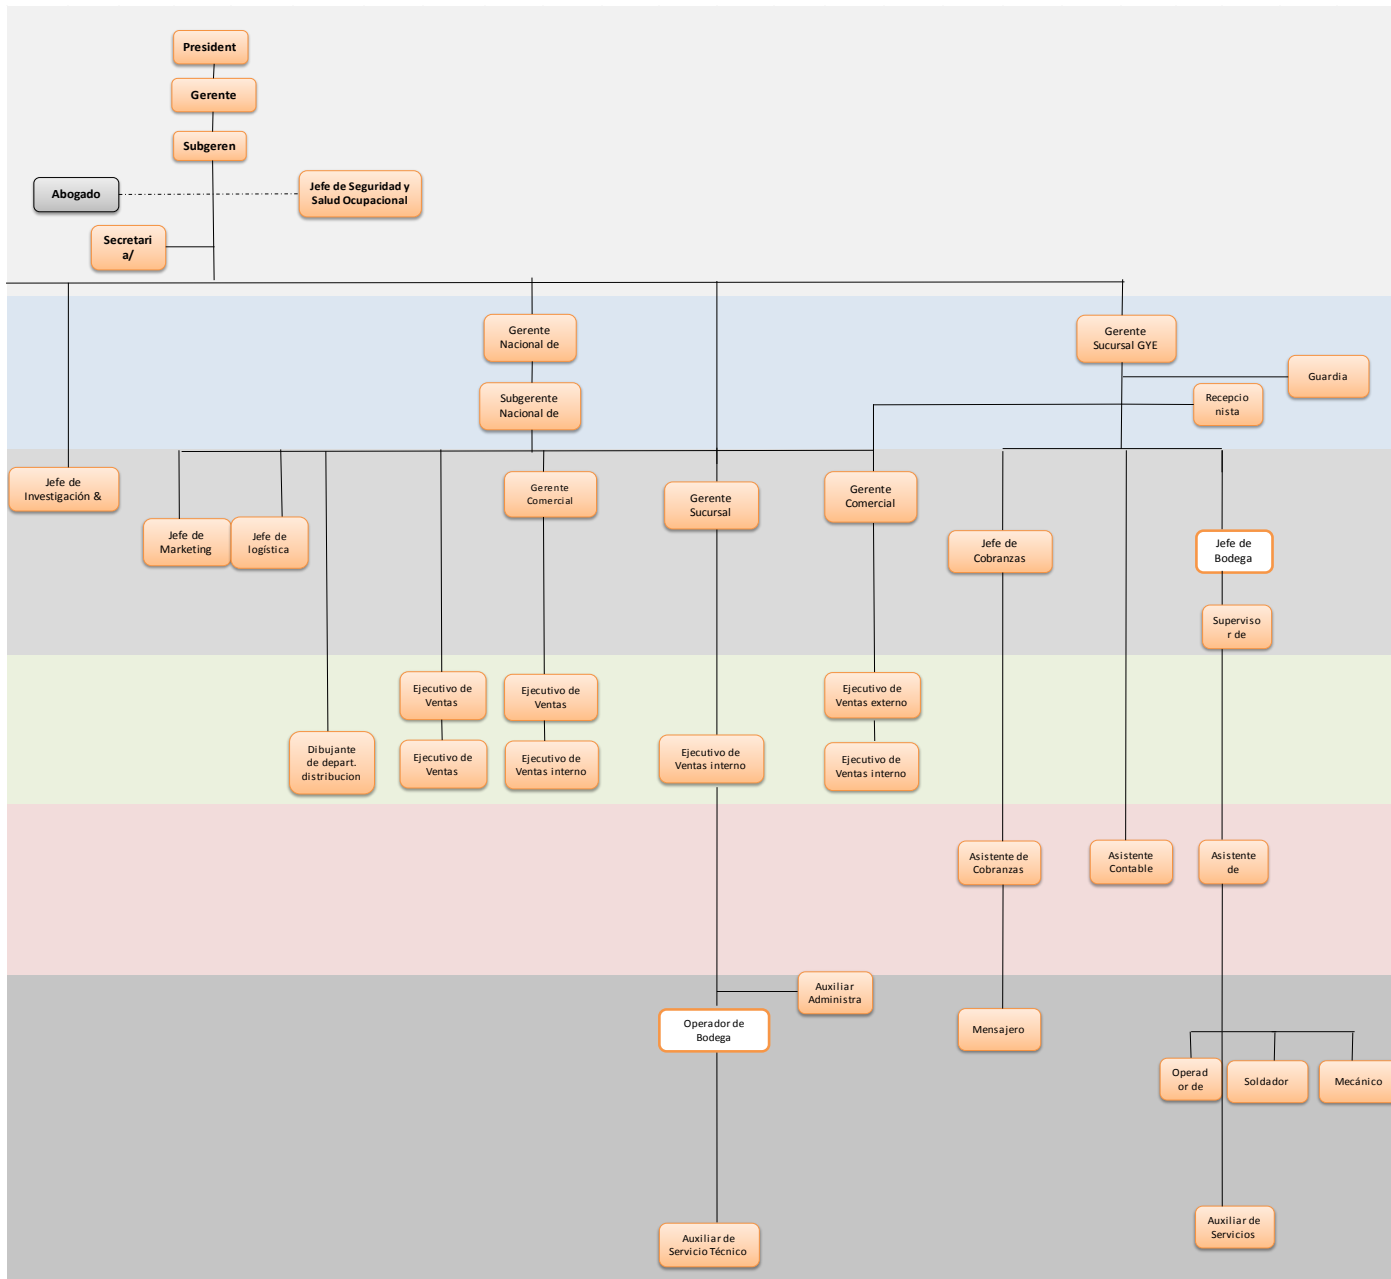 President
Gerente
Subgeren
Abogado
Jefe de Seguridad y
Salud Ocupacional
Secretari
a/
Gerente
Nacional de
Gerente
Sucursal GYE
Guardia
Subgerente
Nacional de
Recepcio
nista
Jefe de
Investigación &
Jefe de
Marketing
Jefe de
logística
Gerente
Comercial
Gerente
Sucursal
Gerente
Comercial
Jefe de
Cobranzas
Jefe de
Bodega
Superviso
r de
Ejecutivo de
Ventas
Ejecutivo de
Ventas
Ejecutivo de
Ventas externo
Dibujante
de depart.
distribucion
Ejecutivo de
Ventas
Ejecutivo de
Ventas interno
Ejecutivo de
Ventas interno
Ejecutivo de
Ventas interno
Asistente de
Cobranzas
Asistente
Contable
Asistente
de
Auxiliar
Administra
Operador de
Bodega
Mensajero
Operad
or de
Soldador
Mecánico
Auxiliar de
Servicio Técnico
Auxiliar de
Servicios